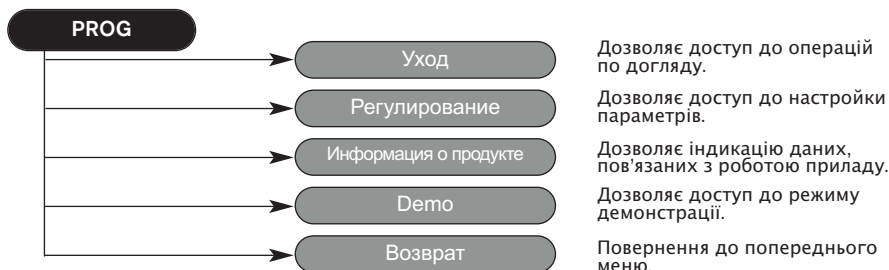 PROG
Уход
Дозволяє доступ до операцій
по догляду.
Регулирование
Дозволяє доступ до настройки
параметрів.
Информация о продукте
Дозволяє індикацію даних,
пов’язаних з роботою приладу.
Demo
Дозволяє доступ до режиму
демонстрації.
Возврат
Повернення до попереднього
меню.